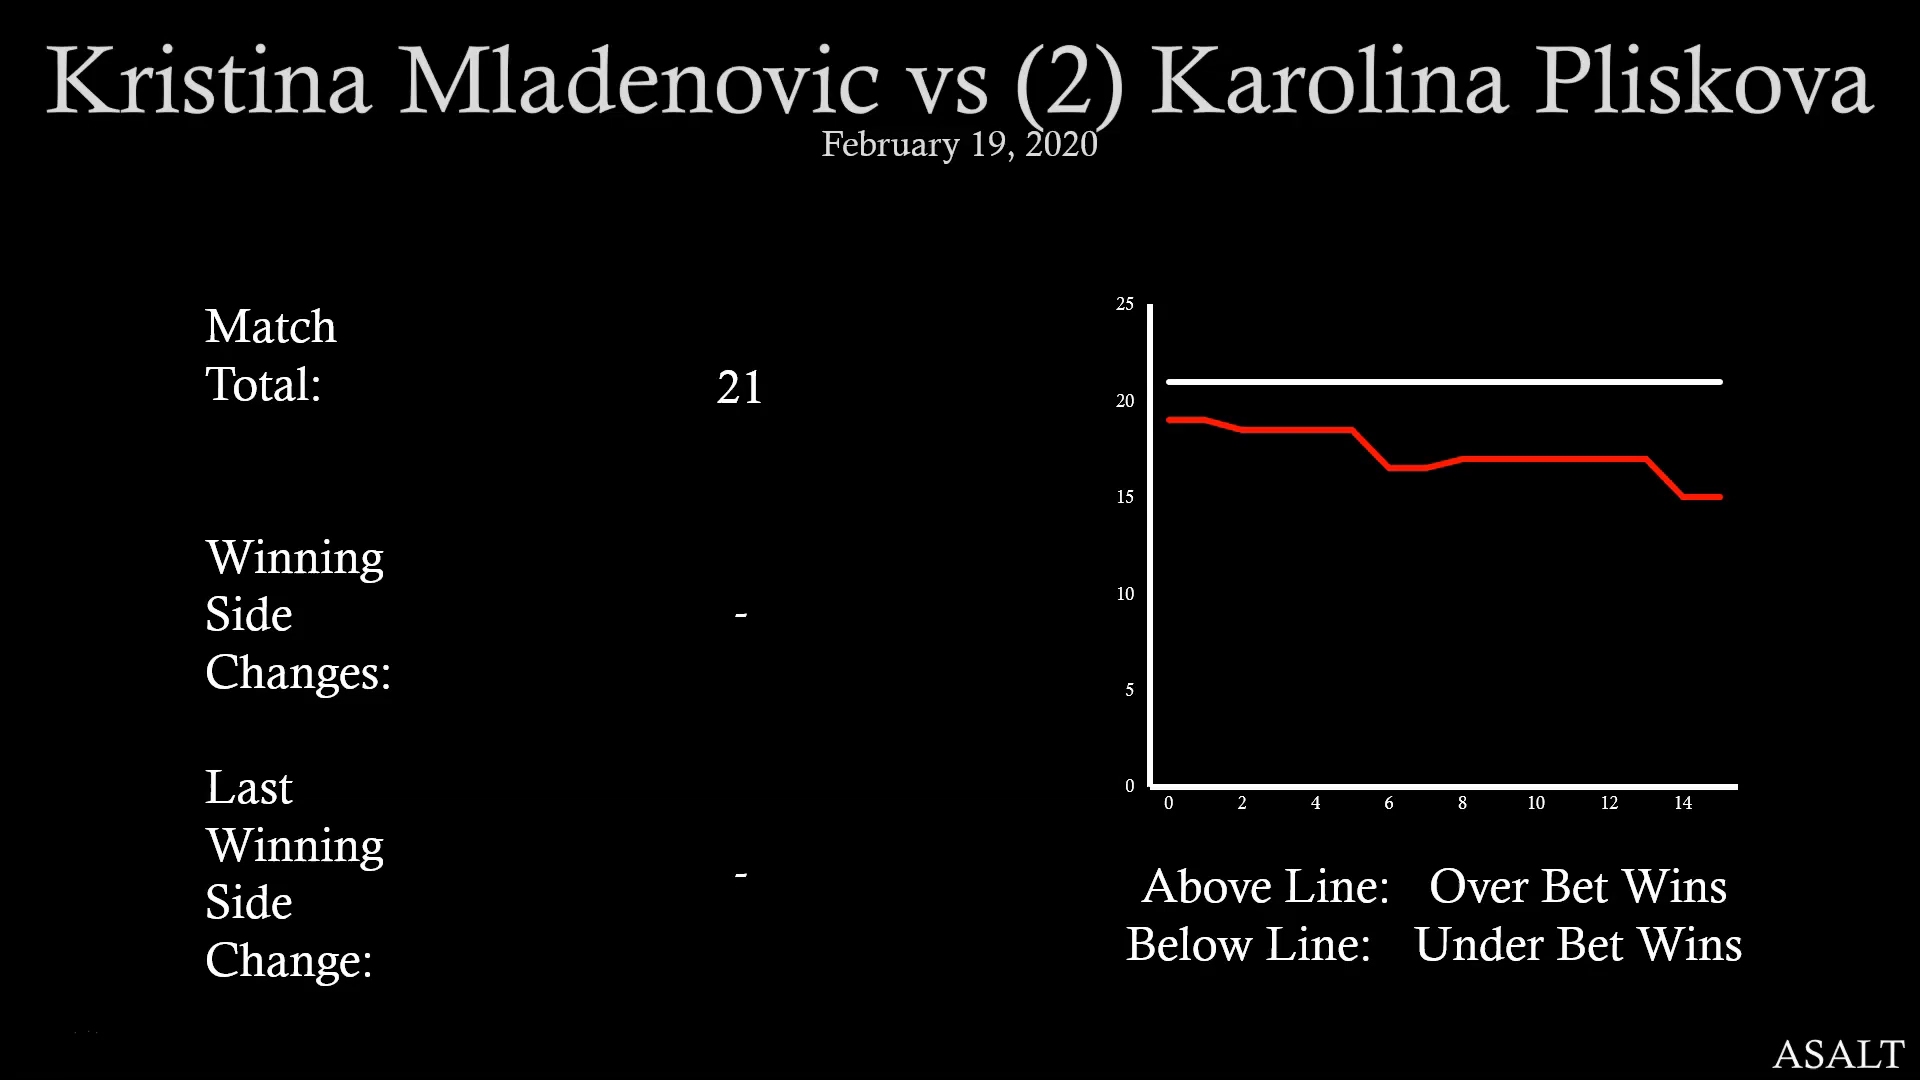 Kristina Mladenovic vs (2) Karolina Pliskova
February 19, 2020
Match
Total:
21
Winning
Side
Changes:
-
Last
Winning
Side
Change:
-
25
20
15
10
5
0
0 2 4 6 8 10 12 14
Above Line: Over Bet Wins
Below Line: Under Bet Wins
ASALT